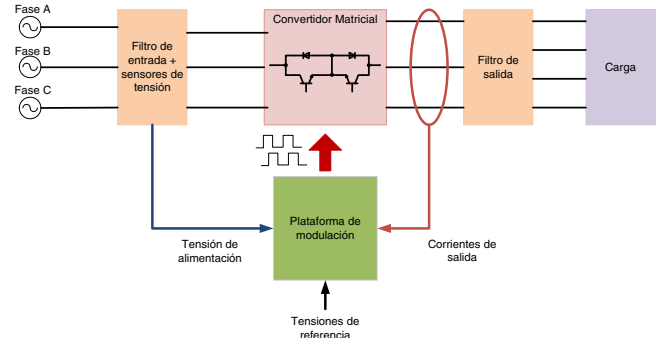 Fase A
Fase B
Fase C
Filtro de
entrada +
sensores de
tensión
Convertidor Matricial
Filtro de
salida
Carga
Plataforma de
modulación
Tensión de
alimentación
Corrientes de
salida
Tensiones de
referencia